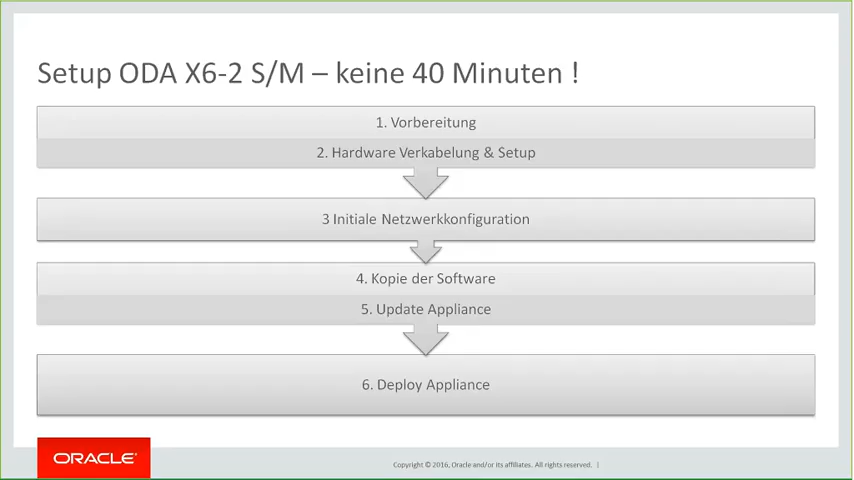 Setup ODA X6-2 S/M – keine 40 Minuten !
1. Vorbereitung
2. Hardware Verkabelung & Setup
3 Initiale Netzwerkkonfiguration
4. Kopie der Software
5. Update Appliance
6. Deploy Appliance
ORACLE
Copyright © 2016, Oracle and/or its affiliates. All rights reserved. |